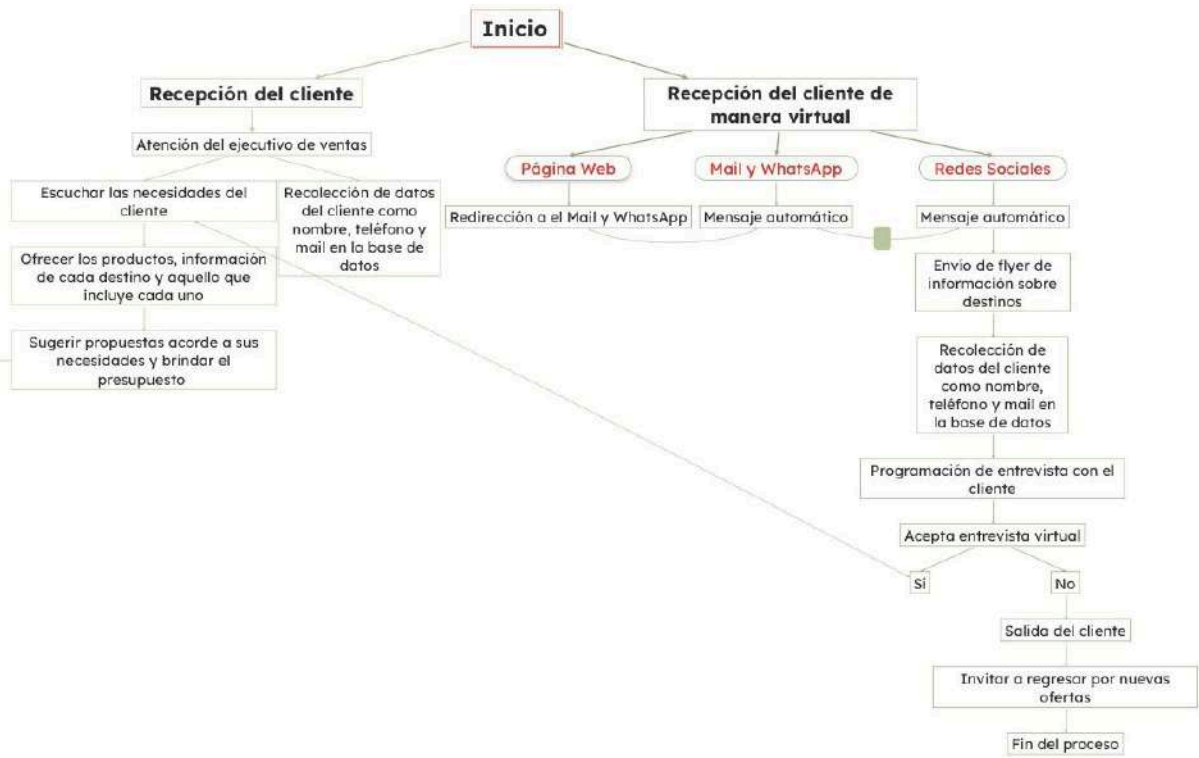 Inicio
Recepción del cliente
Atención del ejecutivo de ventas
Escuchar las necesidades del
cliente
Recolección de datos
del cliente como
nombre, teléfono y
mail en la base de
datos
Ofrecer los productos, información
de cada destino y aquello que
incluye cada uno
Sugerir propuestas acorde a sus
necesidades y brindar el
presupuesto
Recepción del cliente de
manera virtual
Página Web
Redirección a el Mail y WhatsApp
Mail y WhatsApp
Mensaje automático
Redes Sociales
Mensaje automático
Envio de flyer de
información sobre
destinos
Recolección de
datos del cliente
como nombre,
teléfono y mail en
la base de datos
Programación de entrevista con el
cliente
Acepta entrevista virtual
Sí
No
Salida del cliente
Invitar a regresar por nuevas
ofertas
Fin del proceso